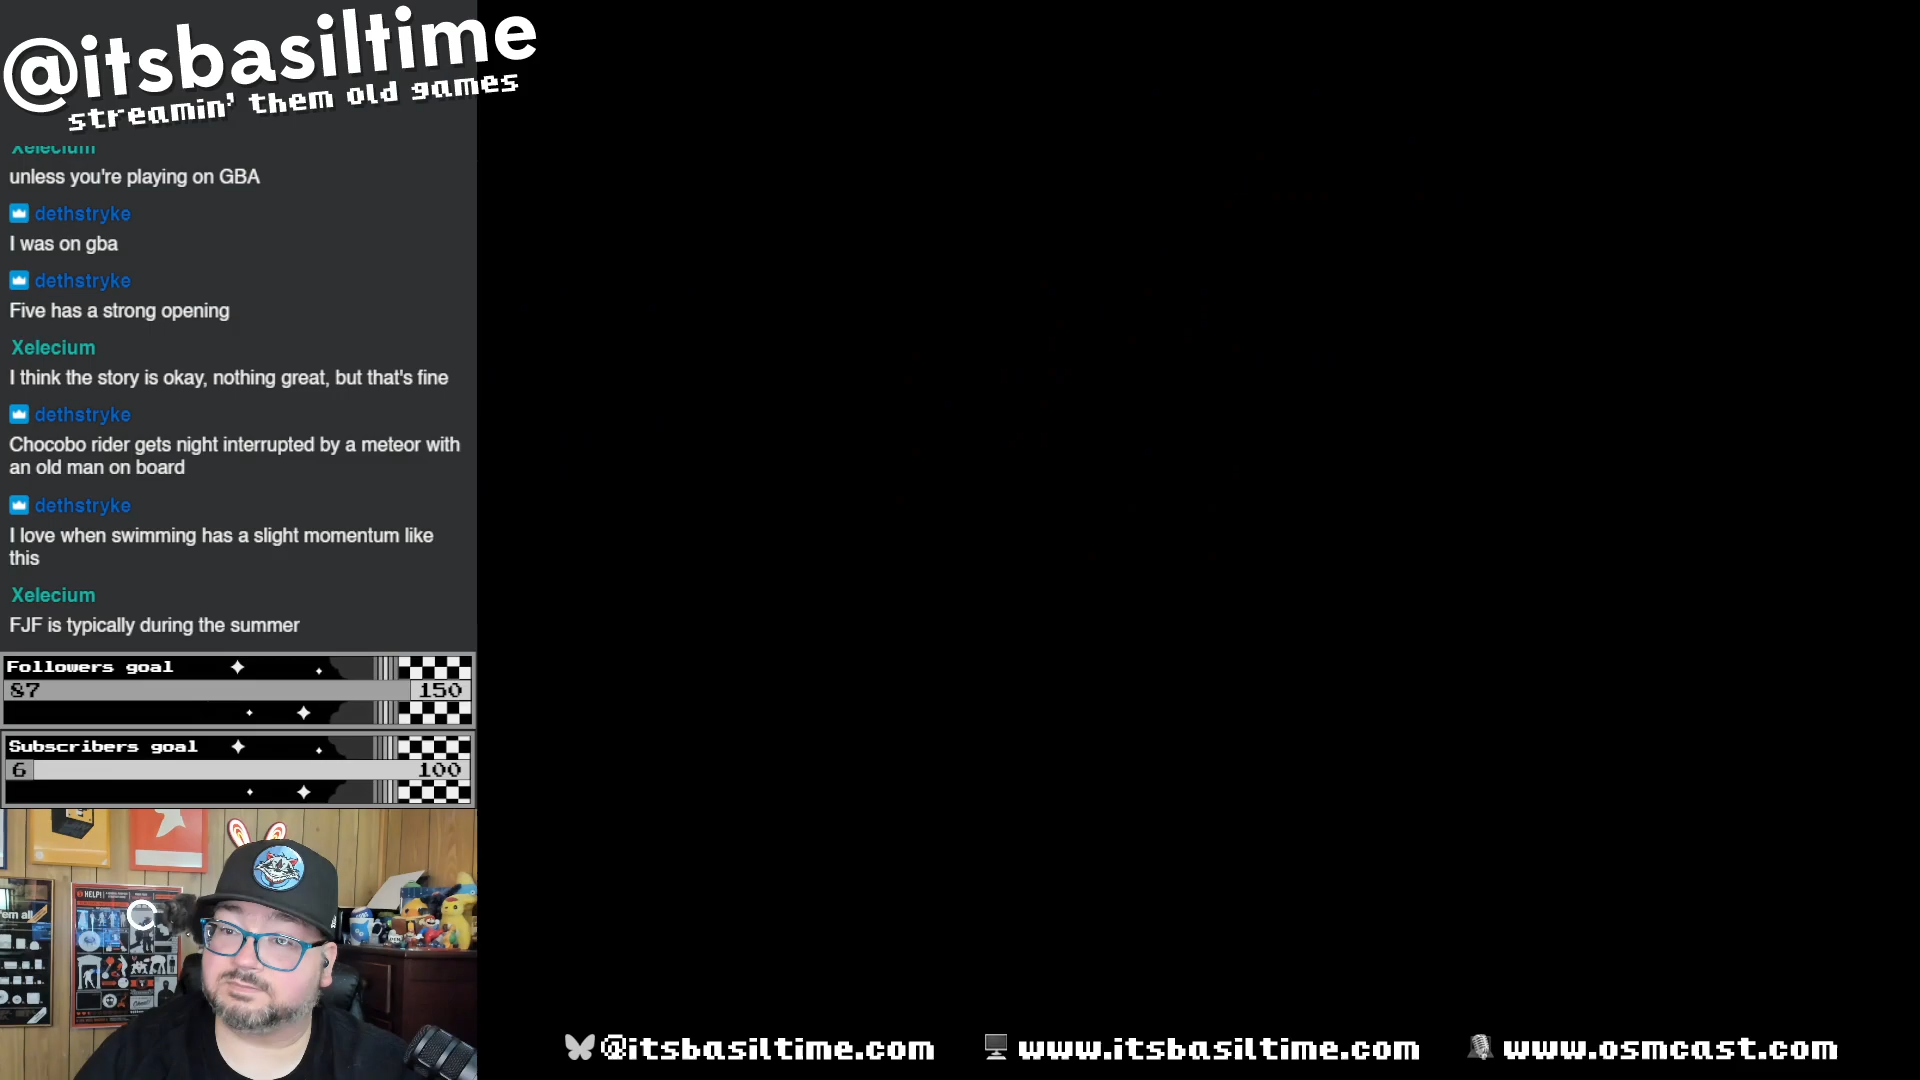 @itsbasiltime
streamin' them old games
Xelecium
unless you're playing on GBA
dethstryke
I was on gba
dethstryke
Five has a strong opening
Xelecium
I think the story is okay, nothing great, but that's fine
dethstryke
Chocobo rider gets night interrupted by a meteor with
an old man on board
dethstryke
I love when swimming has a slight momentum like
this
Xelecium
FJF is typically during the summer
Followers goal
87
150
Subscribers goal
6
100
HELP!
'em all
@itsbasiltime.com
www.itsbasiltime.com
www.osmcast.com